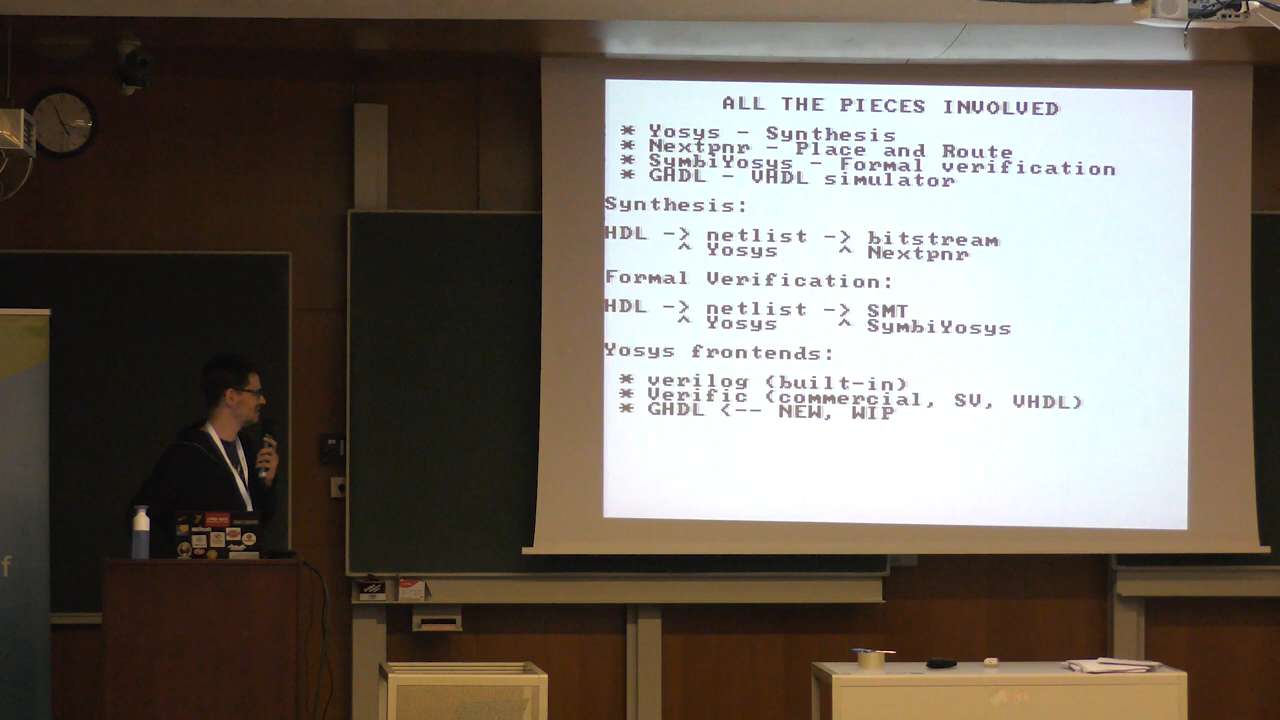 ALL THE PIECES INVOLVED
* Yosys - Synthesis
* Nextpnr - Place and Route
* SymbiYosys - Formal verification
* GHDL - VHDL simulator
Synthesis:
HDL -> netlist -> bitstream
^ Yosys ^ Nextpnr
Formal Verification:
HDL -> netlist -> SMT
^ Yosys ^ SymbiYosys
Yosys frontends:
* verilog (built-in)
* Verific (commercial, SV, VHDL)
* GHDL <-- NEW, WIP
f